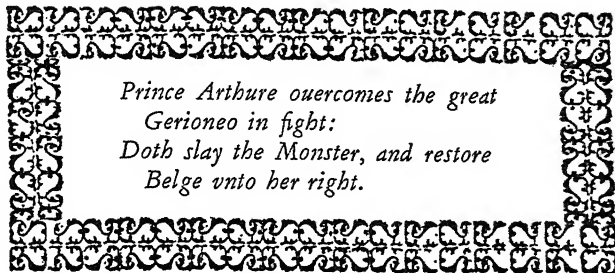 Prince Arthure ouercomes the great
Gerioneo in fight:
Doth slay the Monster, and restore
Belge vnto her right.